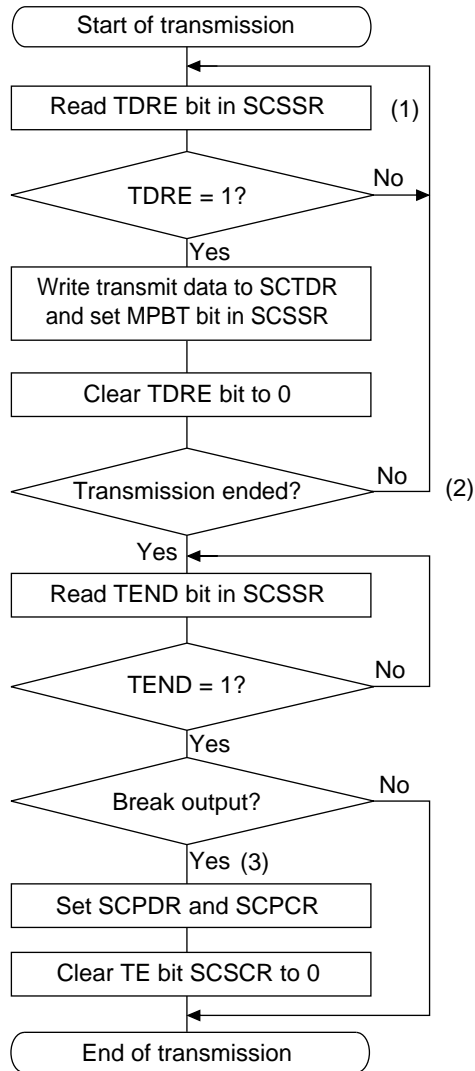 Start of transmission
Read TDRE bit in SCSSR
(1)
TDRE = 1?
No
Yes
Write transmit data to SCTDR
and set MPBT bit in SCSSR
Clear TDRE bit to 0
Transmission ended?
No
(2)
Yes
Read TEND bit in SCSSR
TEND = 1?
No
Yes
Break output?
No
Yes (3)
Set SCPDR and SCPCR
Clear TE bit SCSCR to 0
End of transmission